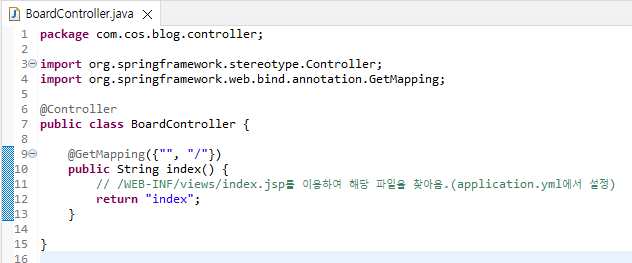 BoardController.java
1 package com.cos.blog.controller;
2
3 import org.springframework.stereotype.Controller;
4 import org.springframework.web.bind.annotation.GetMapping;
5
6 @Controller
7 public class BoardController {
8
9 @GetMapping({"", "/"})
10 public String index() {
11 // /WEB-INF/views/index.jsp를 이용하여 해당 파일을 찾아옴.(application.yml에서 설정)
12 return "index";
13 }
14
15 }
16